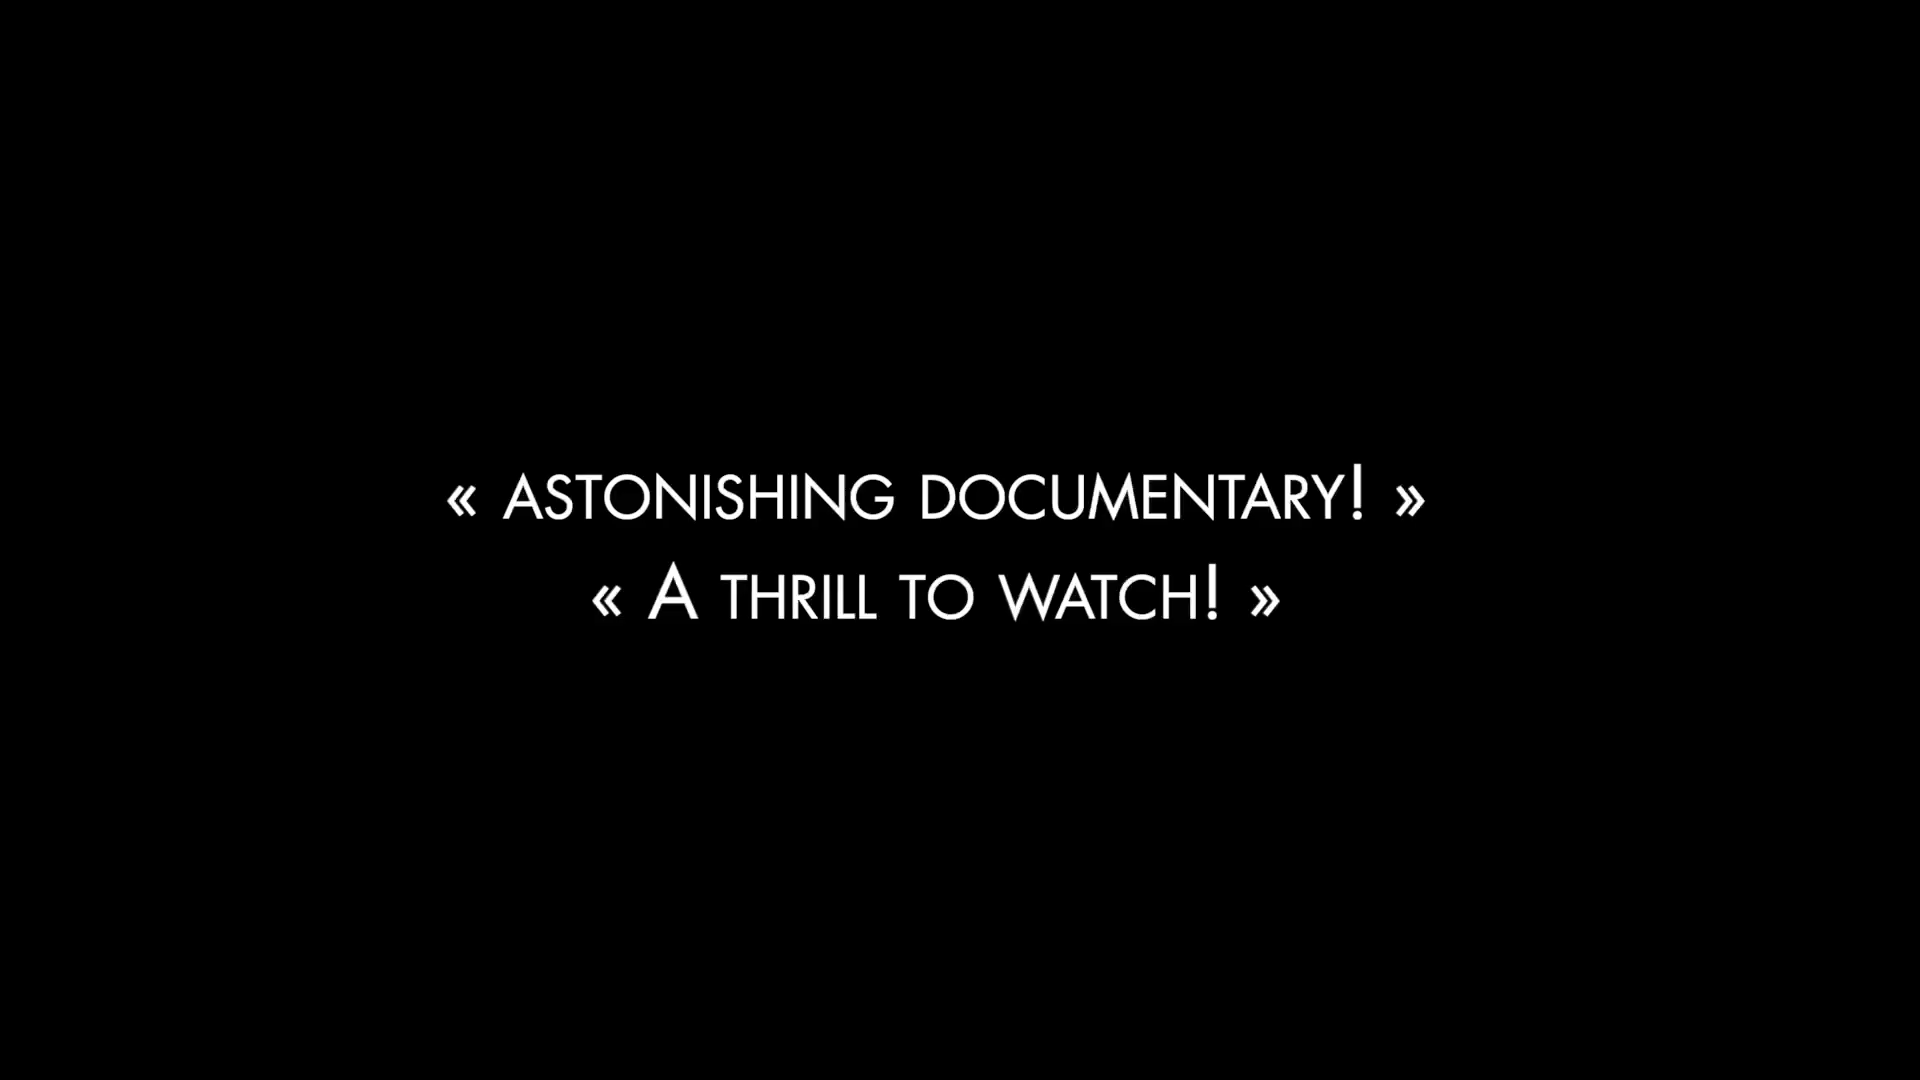 « ASTONISHING DOCUMENTARY! »
« A THRILL TO WATCH! »